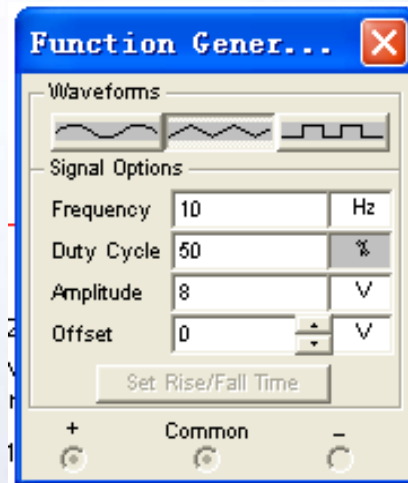 Function Gener...
Waveforms
Signal Options
Frequency 10 Hz
Duty Cycle 50 %
Amplitude 8 V
Offset 0 V
Set Rise/Fall Time
+ Common -